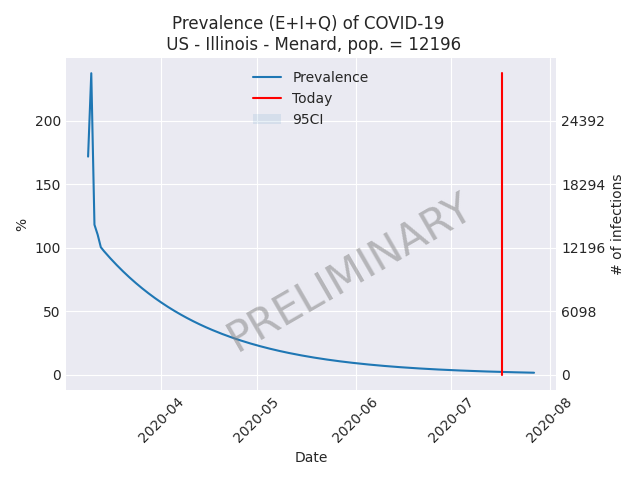 Prevalence (E+I+Q) of COVID-19
US - Illinois - Menard, pop. = 12196
Prevalence
Today
95CI
200
150
100
50
0
%
24392
18294
12196
6098
0
# of infections
PRELIMINARY
2020-04
2020-05
2020-06
2020-07
2020-08
Date